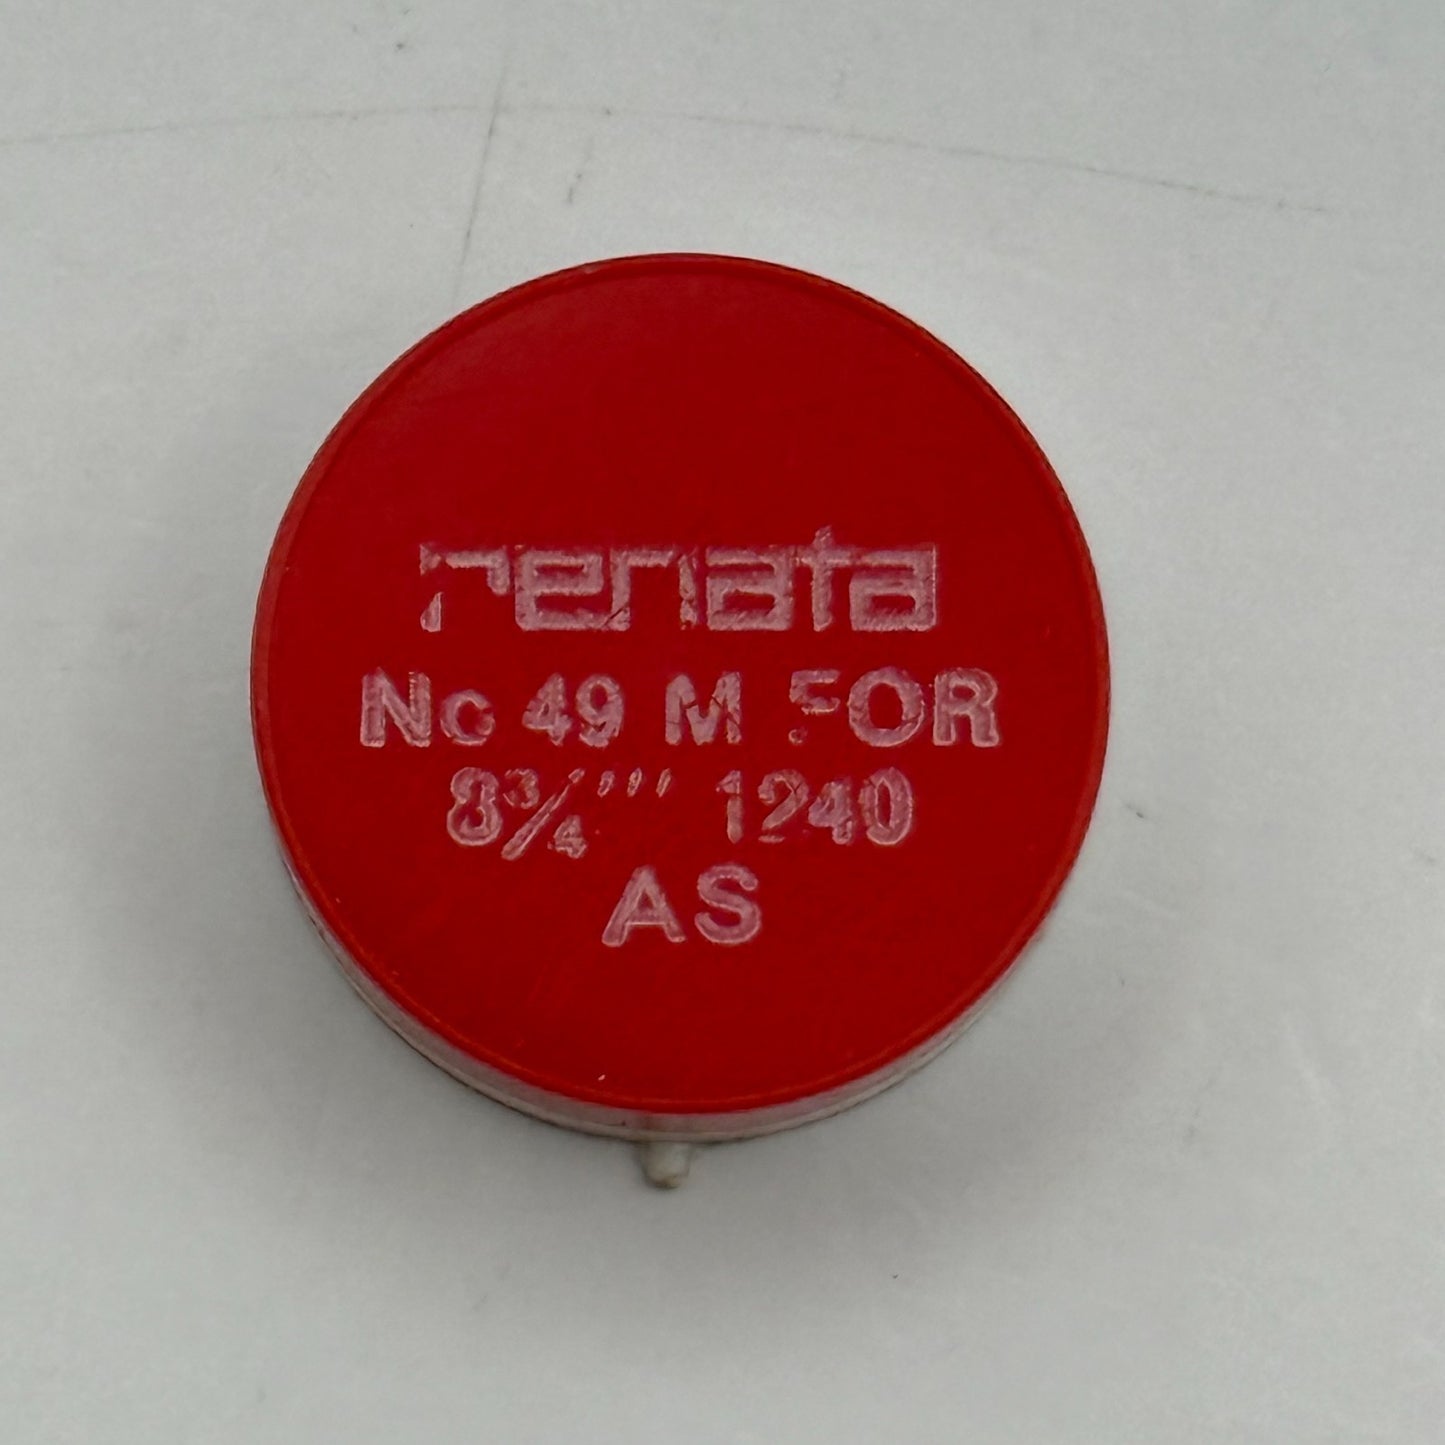 renata
No 49 M FOR
8¾''' 1240
AS